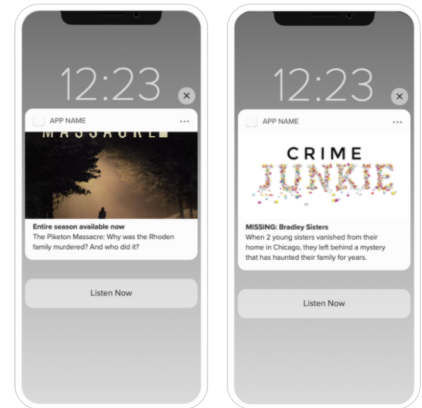 12:23
APP NAME
MASSACRE
Entire season available now
The Piketon Massacre: Why was the Rhoden
family murdered? And who did it?
Listen Now
12:23
APP NAME
CRIME
JUNKIE
MISSING: Bradley Sisters
When 2 young sisters vanished from their
home in Chicago, they left behind a mystery
that has haunted their family for years.
Listen Now